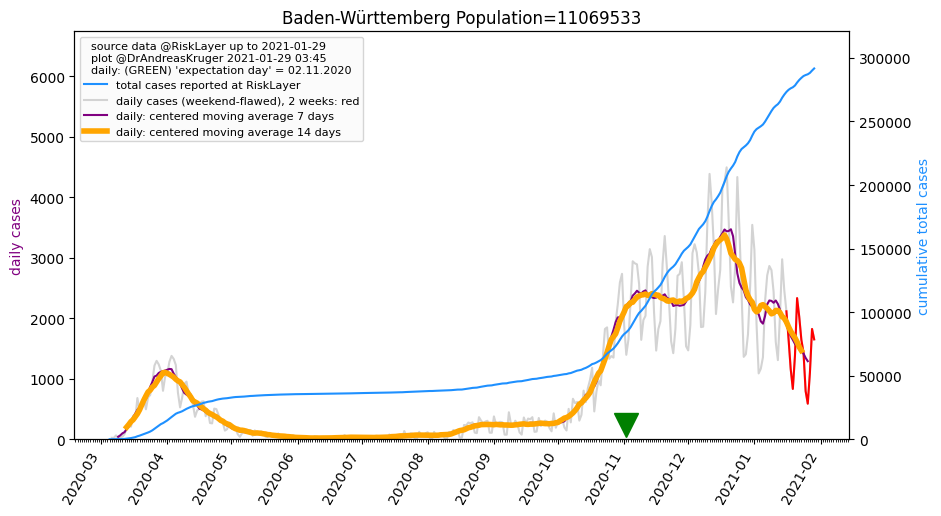 Baden-Württemberg Population=11069533
source data @RiskLayer up to 2021-01-29
plot @DrAndreasKruger 2021-01-29 03:45
daily: (GREEN) 'expectation day' = 02.11.2020
total cases reported at RiskLayer
daily cases (weekend-flawed), 2 weeks: red
daily: centered moving average 7 days
daily: centered moving average 14 days
daily cases
6000
5000
4000
3000
2000
1000
0
cumulative total cases
300000
250000
200000
150000
100000
50000
0
2020-03
2020-04
2020-05
2020-06
2020-07
2020-08
2020-09
2020-10
2020-11
2020-12
2021-01
2021-02